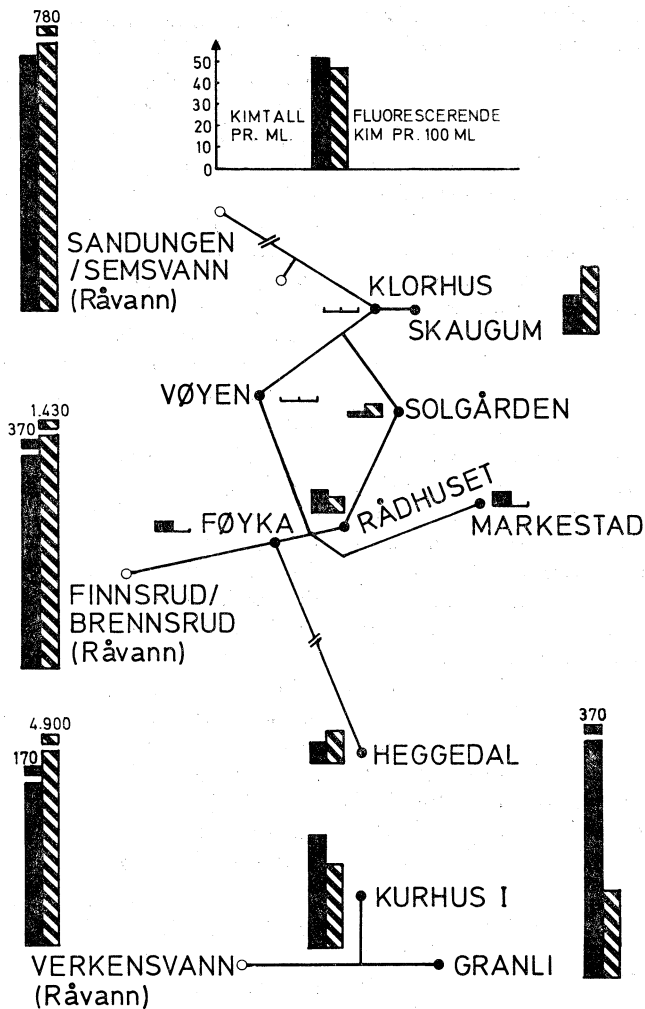 780
50
40
30
20
10
0
KIMTALL
PR. ML.
FLUORESCERENDE
KIM PR. 100 ML
SANDUNGEN
/SEMSVANN
(Råvann)
KLORHUS
SKAUGUM
VØYEN
SOLGÅRDEN
1.430
370
RÅDHUSET
FØYKA
MARKESTAD
FINNSRUD/
BRENNSRUD
(Råvann)
4.900
170
370
HEGGEDAL
KURHUS I
VERKENSVANN
(Råvann)
GRANLI